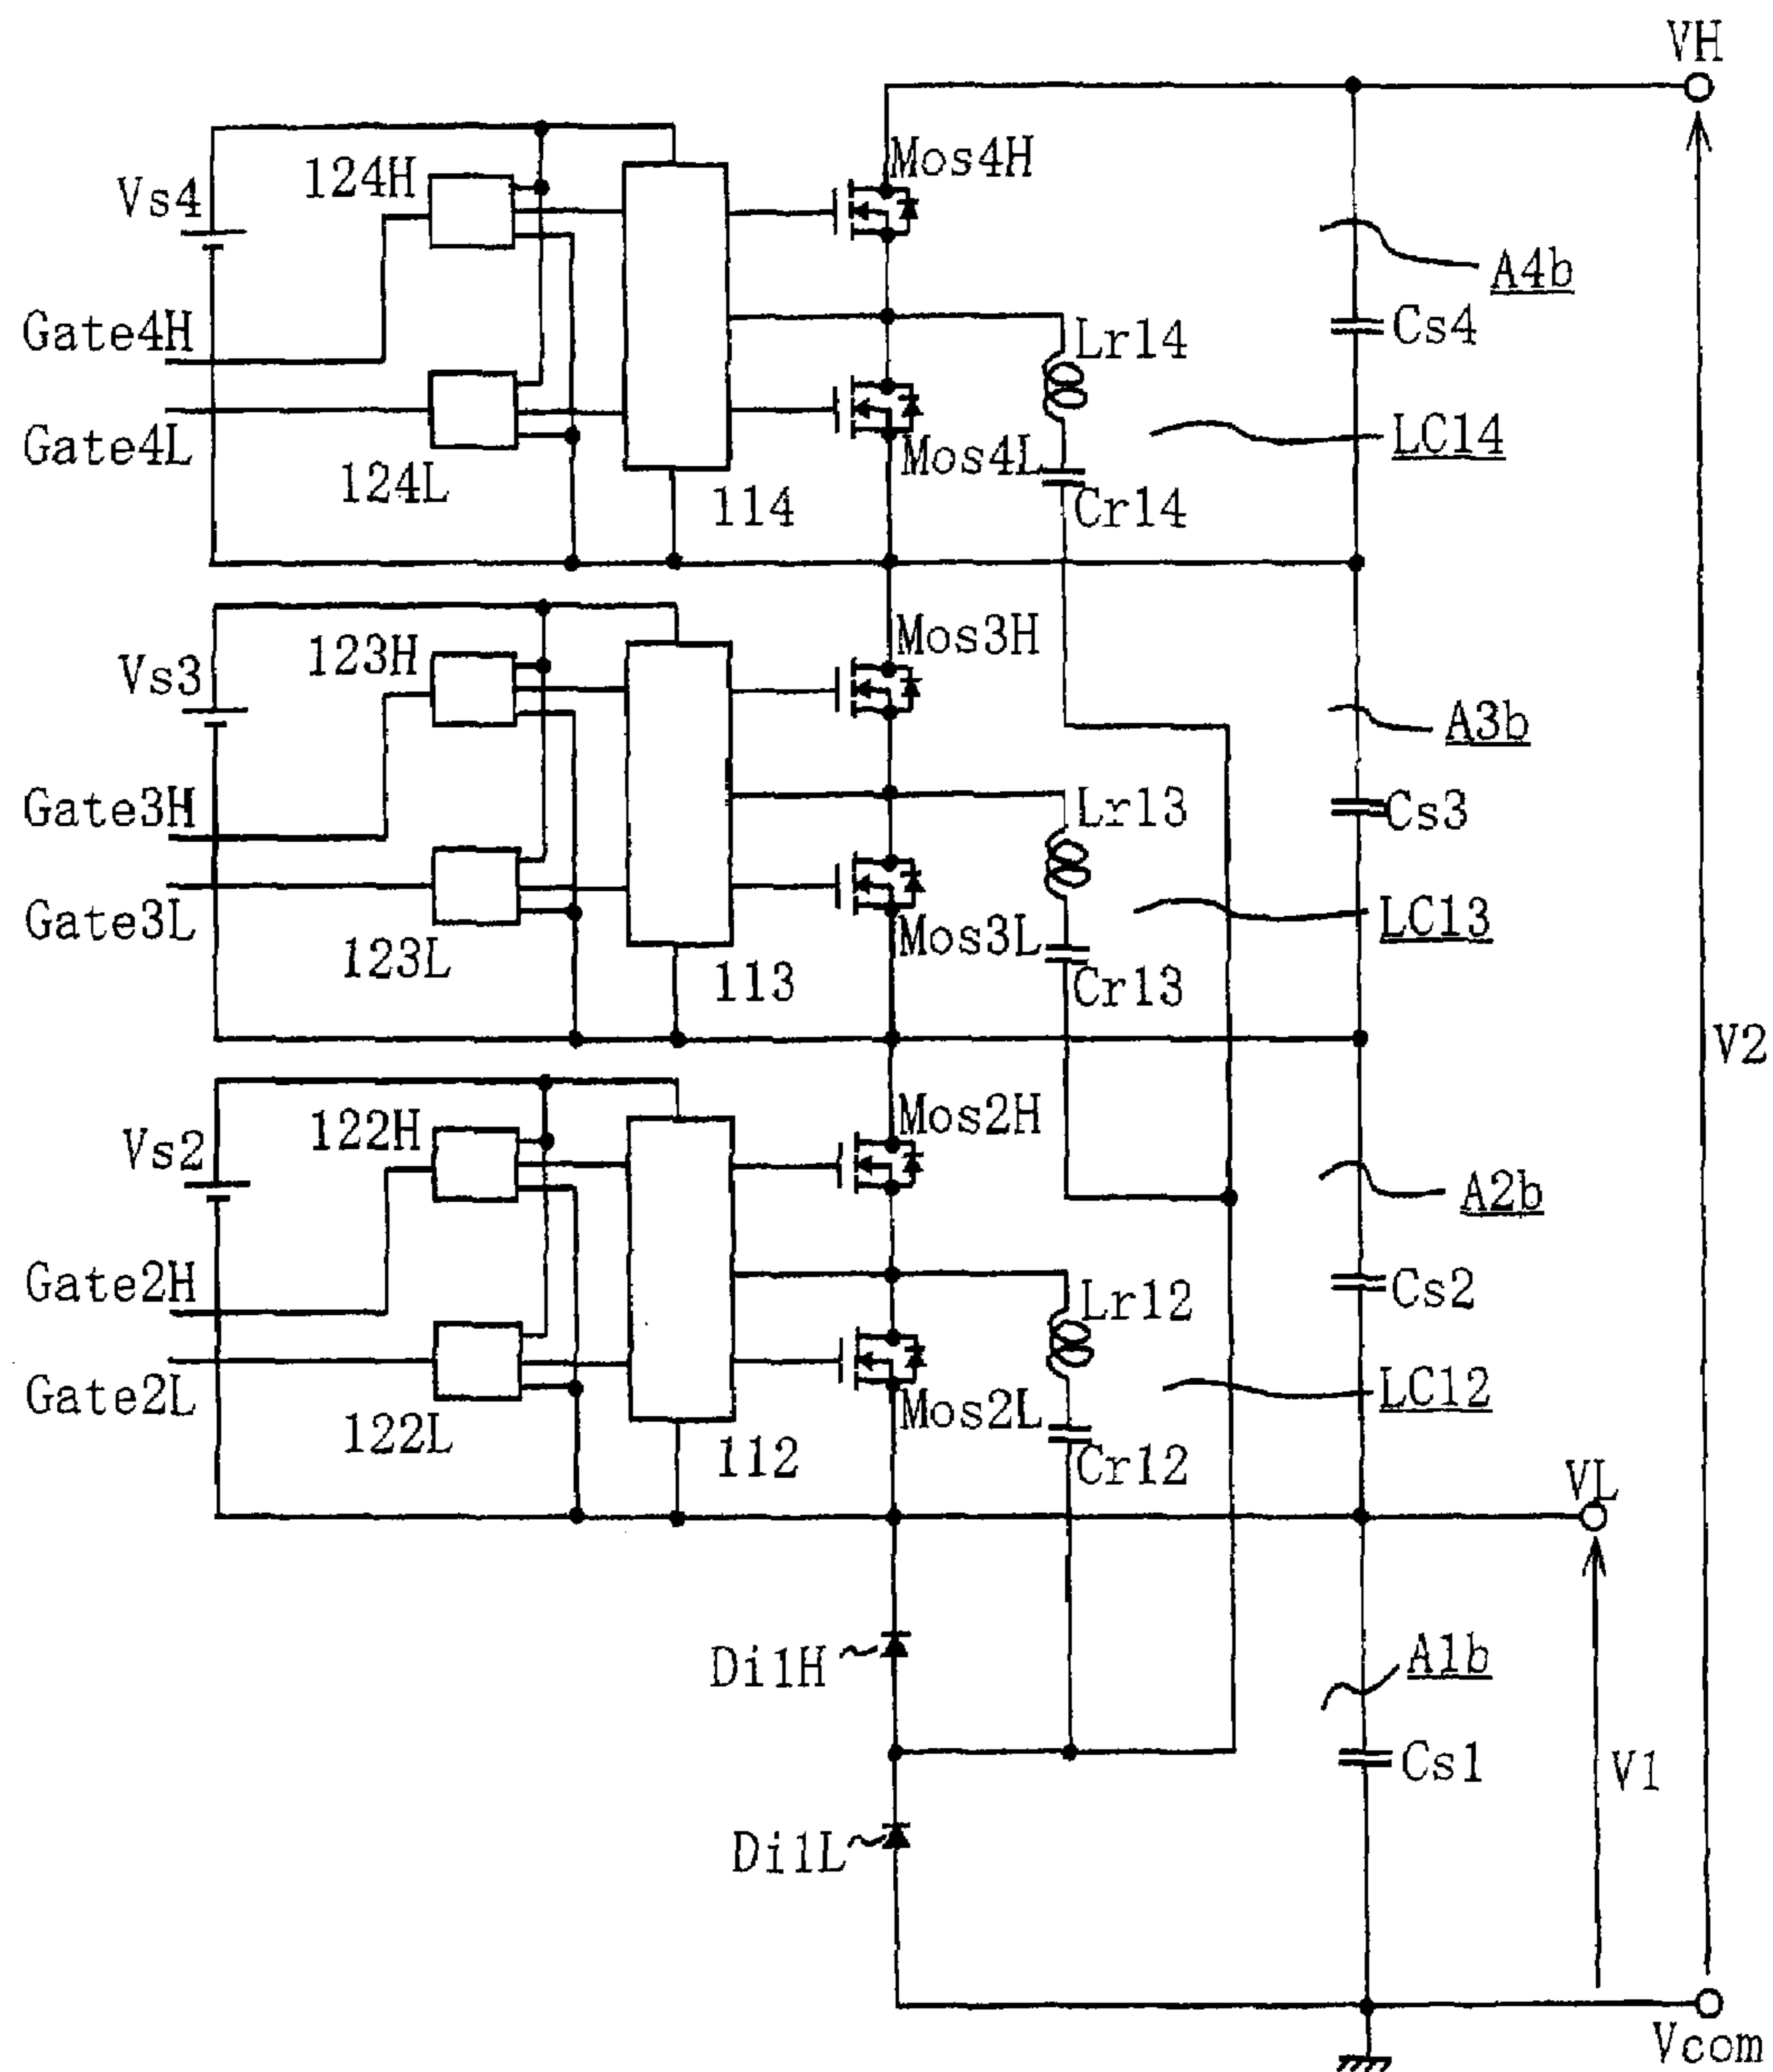 VH
Mos4H
124H
Vs4
A4b
Gate4H
Lr14
Cs4
Gate4L
Mos4L
LC14
124L
114
Cr14
Mos3H
123H
Vs3
A3b
Gate3H
Lr13
Cs3
Gate3L
Mos3L
LC13
123L
113
Cr13
V2
Mos2H
122H
Vs2
A2b
Gate2H
Lr12
Cs2
Gate2L
Mos2L
LC12
122L
112
Cr12
VL
Di1H
A1b
Cs1
V1
Di1L
Vcom